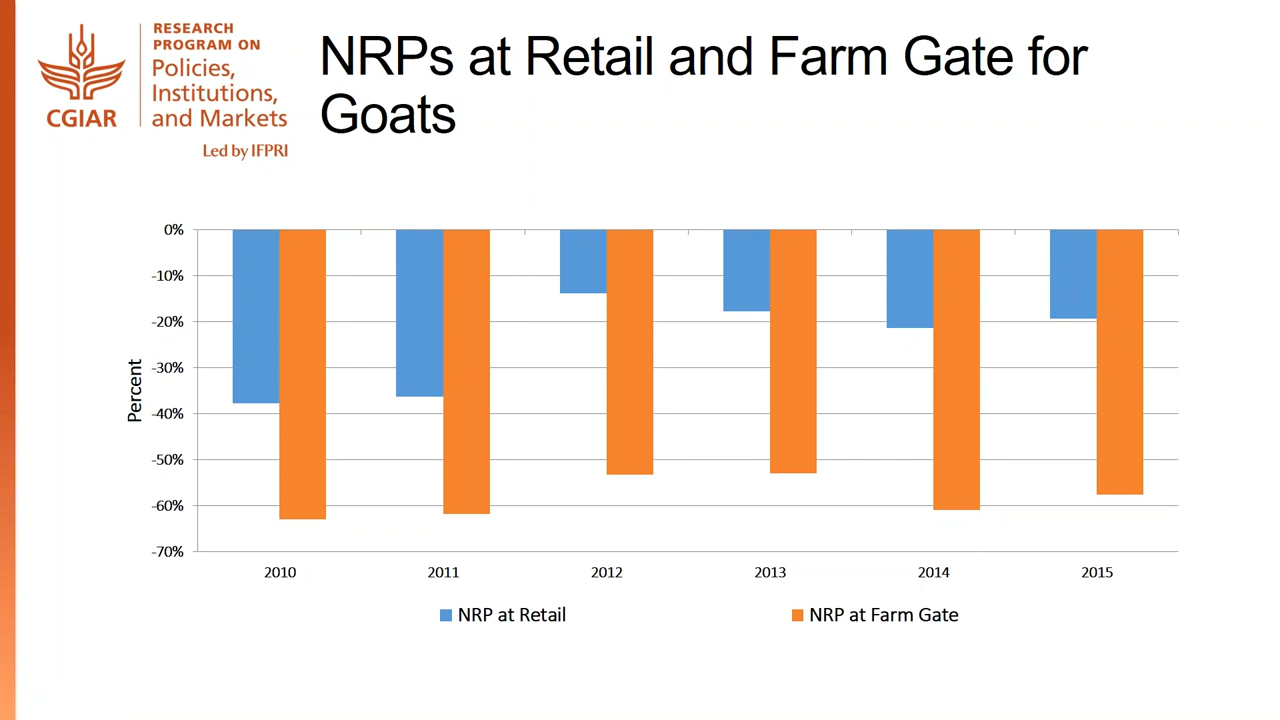 RESEARCH
PROGRAM ON
Policies,
Institutions,
and Markets
CGIAR
Led by IFPRI
NRPs at Retail and Farm Gate for
Goats
Percent
0%
-10%
-20%
-30%
-40%
-50%
-60%
-70%
2010 2011 2012 2013 2014 2015
NRP at Retail NRP at Farm Gate